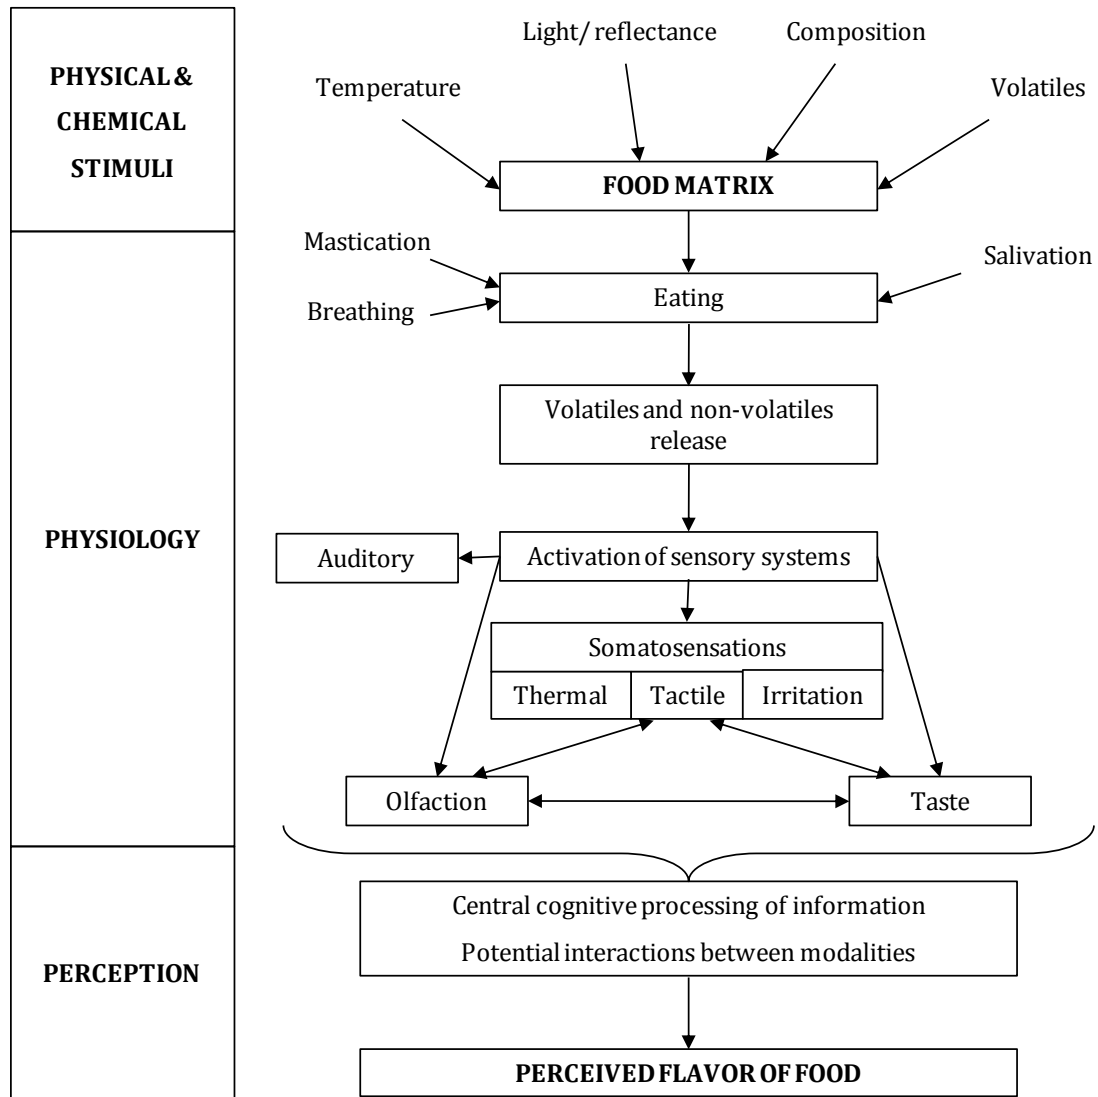 PHYSICAL &
CHEMICAL
STIMULI
Light/ reflectance
Composition
Temperature
Volatiles
FOOD MATRIX
PHYSIOLOGY
Mastication
Salivation
Breathing
Eating
Volatiles and non-volatiles
release
Auditory
Activation of sensory systems
Somatosensations
Thermal
Tactile
Irritation
Olfaction
Taste
PERCEPTION
Central cognitive processing of information
Potential interactions between modalities
PERCEIVED FLAVOR OF FOOD